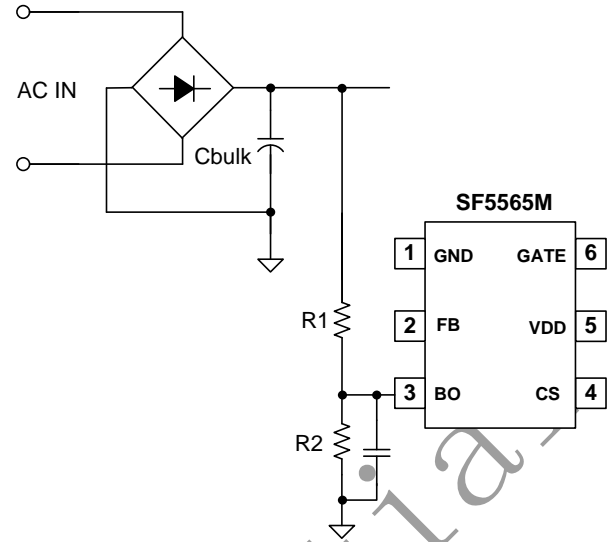 AC IN
Cbulk
SF5565M
1 GND GATE 6
R1
2 FB VDD 5
3 BO CS 4
R2